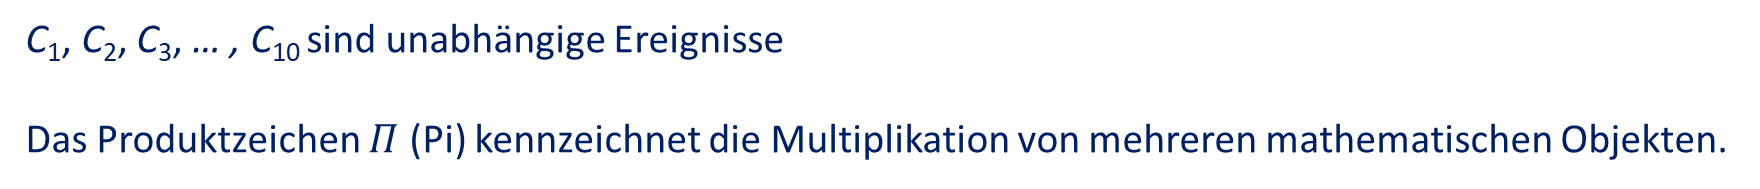 C₁, C₂, C₃, … , C₁₀ sind unabhängige Ereignisse
Das Produktzeichen Π (Pi) kennzeichnet die Multiplikation von mehreren mathematischen Objekten.